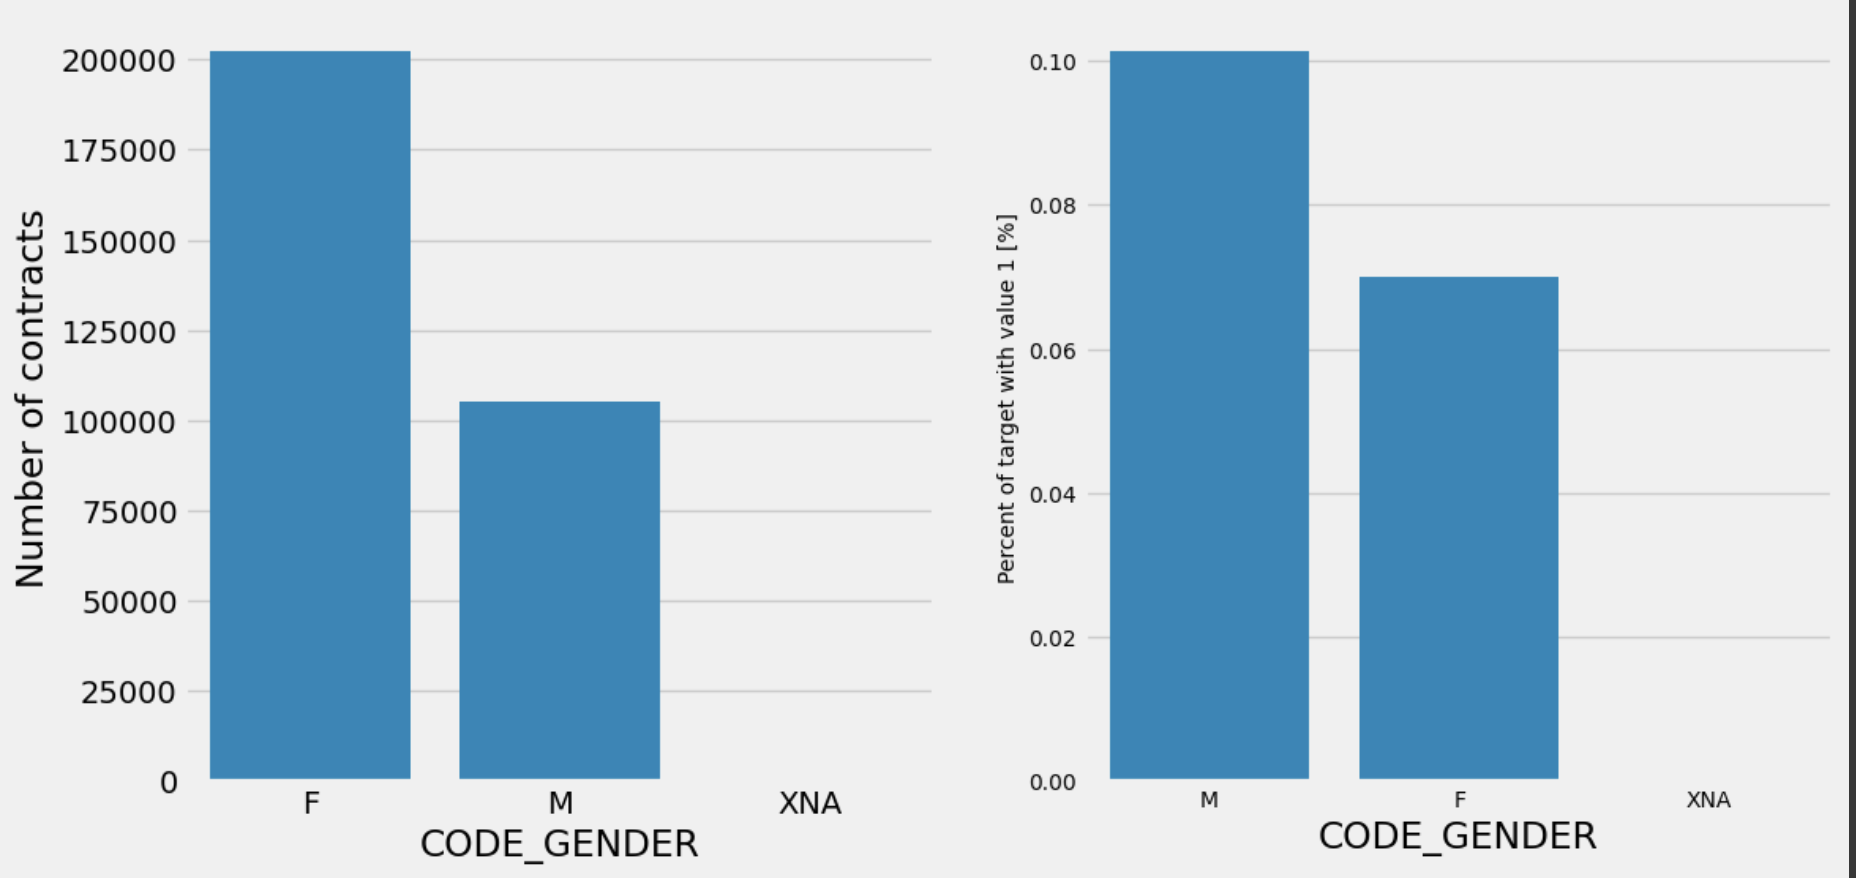 Number of contracts
200000
175000
150000
125000
100000
75000
50000
25000
0
F M XNA
CODE_GENDER
Percent of target with value 1 [%]
0.10
0.08
0.06
0.04
0.02
0.00
M F XNA
CODE_GENDER